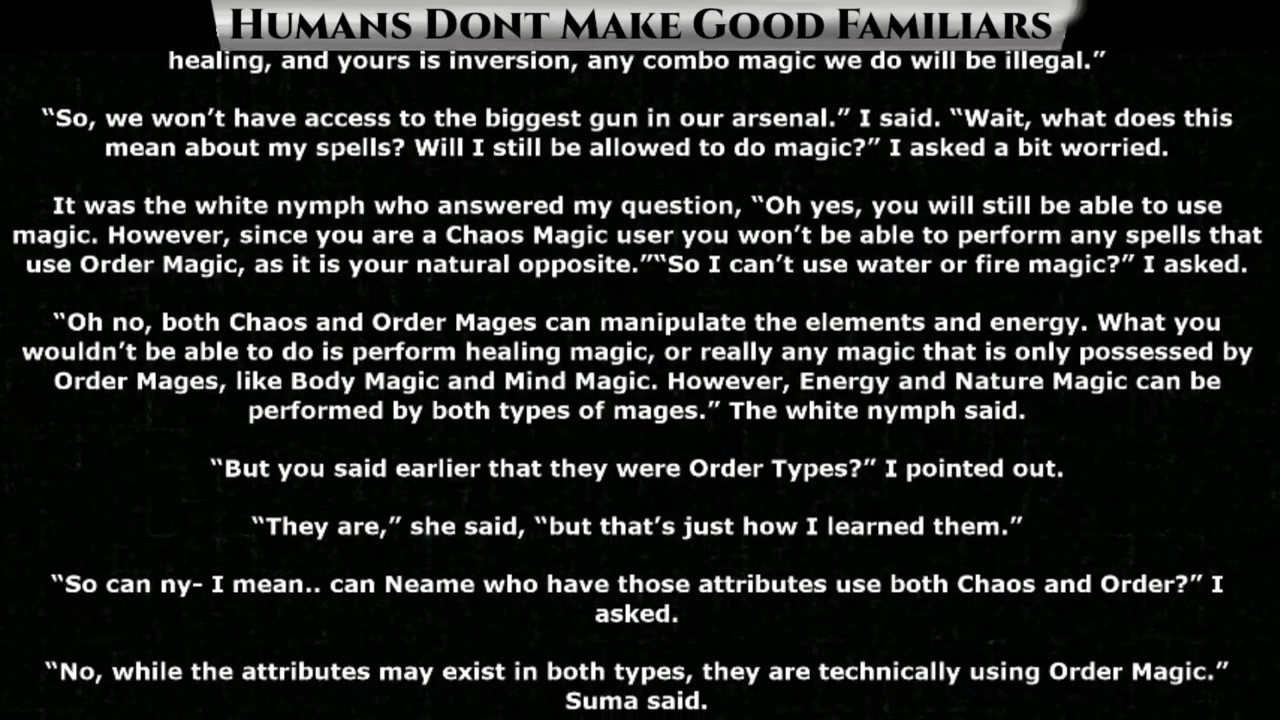 HUMANS DONT MAKE GOOD FAMILIARS
healing, and yours is inversion, any combo magic we do will be illegal.”
“So, we won’t have access to the biggest gun in our arsenal.” I said. “Wait, what does this
mean about my spells? Will I still be allowed to do magic?” I asked a bit worried.
It was the white nymph who answered my question, “Oh yes, you will still be able to use
magic. However, since you are a Chaos Magic user you won’t be able to perform any spells that
use Order Magic, as it is your natural opposite.”“So I can’t use water or fire magic?” I asked.
“Oh no, both Chaos and Order Mages can manipulate the elements and energy. What you
wouldn’t be able to do is perform healing magic, or really any magic that is only possessed by
Order Mages, like Body Magic and Mind Magic. However, Energy and Nature Magic can be
performed by both types of mages.” The white nymph said.
“But you said earlier that they were Order Types?” I pointed out.
“They are,” she said, “but that’s just how I learned them.”
“So can ny- I mean.. can Neame who have those attributes use both Chaos and Order?” I
asked.
“No, while the attributes may exist in both types, they are technically using Order Magic.”
Suma said.